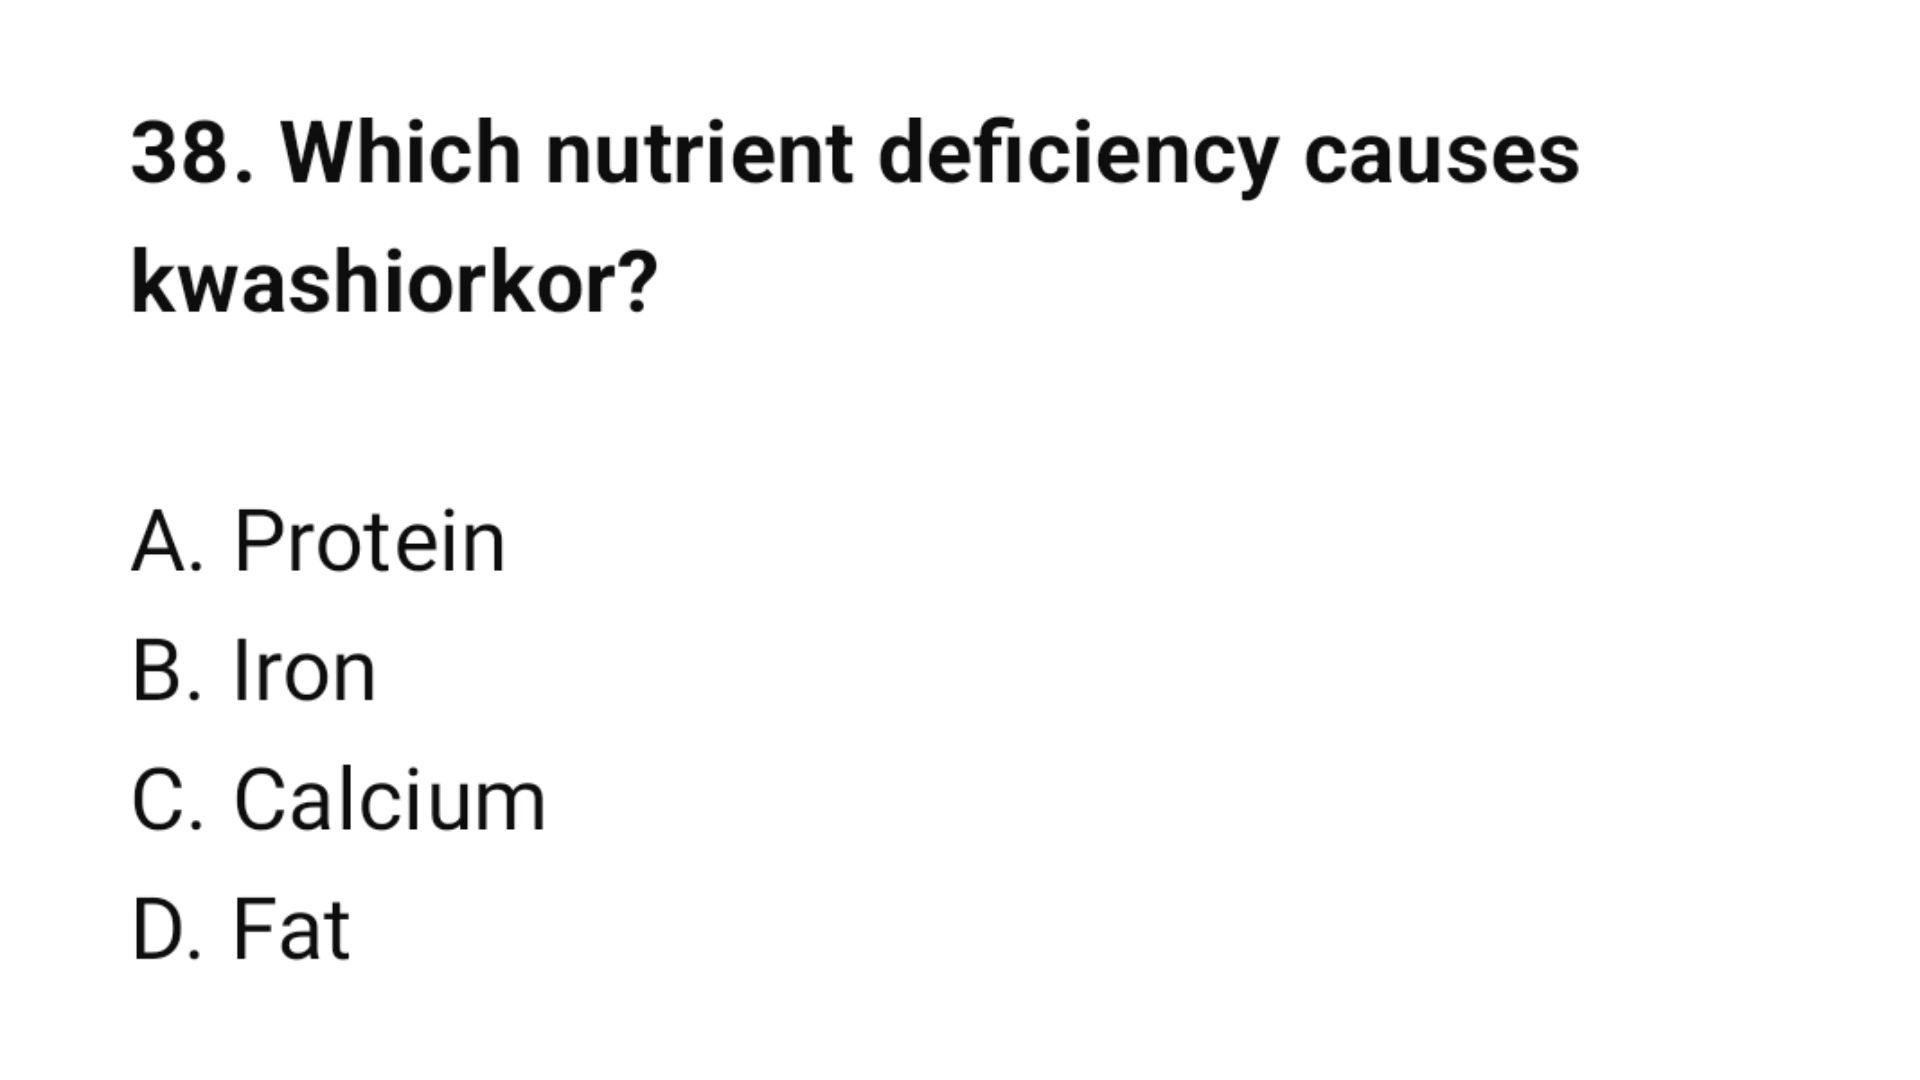 38. Which nutrient deficiency causes
kwashiorkor?
A. Protein
B. Iron
C. Calcium
D. Fat